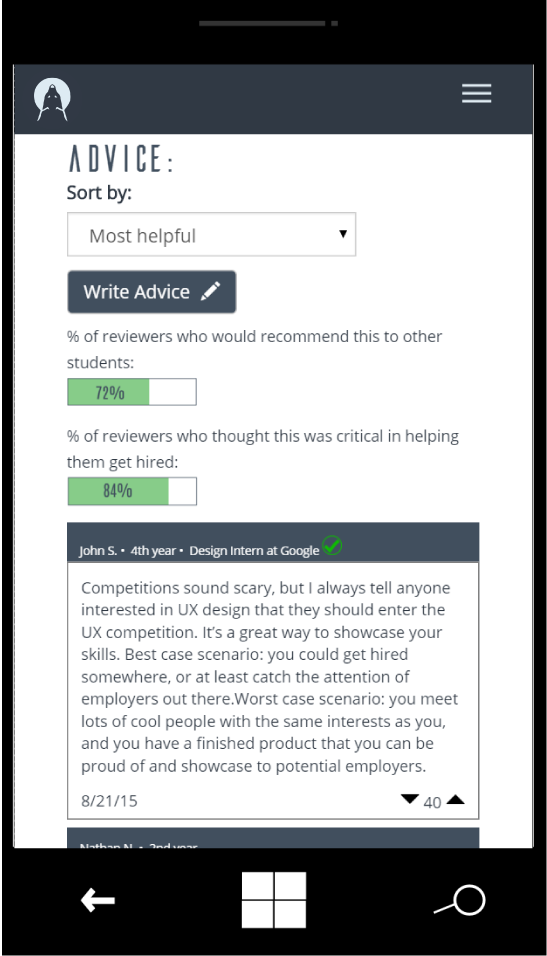 ADVICE:
Sort by:
Most helpful
Write Advice
% of reviewers who would recommend this to other
students:
72%
% of reviewers who thought this was critical in helping
them get hired:
84%
John S. • 4th year • Design Intern at Google
Competitions sound scary, but I always tell anyone
interested in UX design that they should enter the
UX competition. It's a great way to showcase your
skills. Best case scenario: you could get hired
somewhere, or at least catch the attention of
employers out there.Worst case scenario: you meet
lots of cool people with the same interests as you,
and you have a finished product that you can be
proud of and showcase to potential employers.
8/21/15 40
Nathan N. • 2nd year